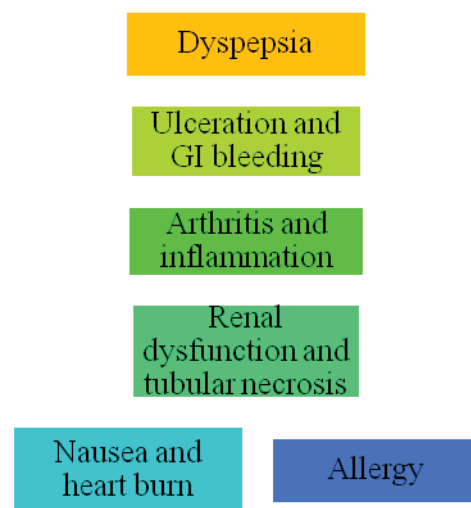 Dyspepsia
Ulceration and
GI bleeding
Arthritis and
inflammation
Renal
dysfunction and
tubular necrosis
Nausea and
heart burn
Allergy